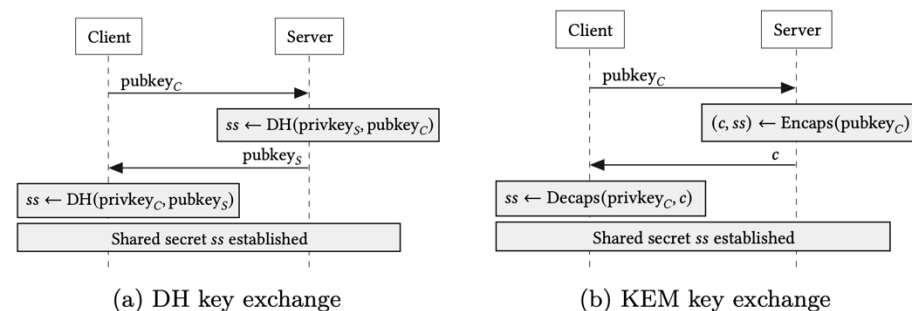 Client Server
pubkey_C
ss ← DH(privkey_S, pubkey_C)
pubkey_S
ss ← DH(privkey_C, pubkey_S)
Shared secret ss established
(a) DH key exchange
Client Server
pubkey_C
(c, ss) ← Encaps(pubkey_C)
c
ss ← Decaps(privkey_C, c)
Shared secret ss established
(b) KEM key exchange